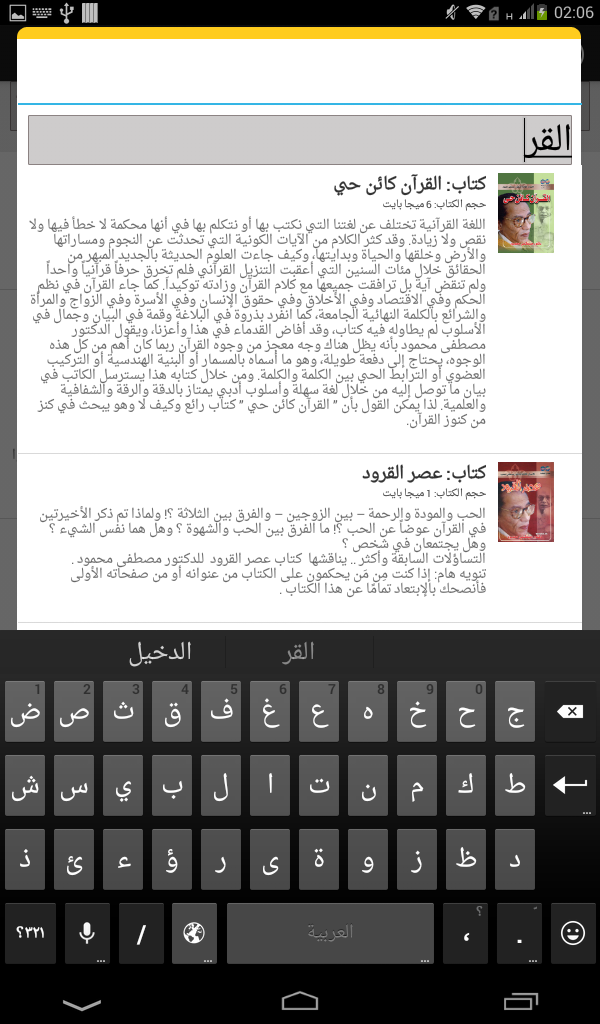 H 02:06
القر
كتاب: القرآن كائن حي
حجم الكتاب: 6 ميجا بايت
اللغة القرآنية تختلف عن لغتنا التي نكتب بها أو نتكلم بها في أنها محكمة لا خطأ فيها ولا
نقص ولا زيادة. وقد كثر الكلام من الآيات الكونية التي تحدثت عن النجوم ومساراتها
والأرض وخلقها والحياة وبدايتها، وكيف جاءت العلوم الحديثة بالجديد المبهر من
الحقائق خلال مئات السنين التي أعقبت التنزيل القرآني فلم تخرق حرفاً قرآنياً واحداً
ولم تنقض آية بل ترافقت جميعها مع كلام القرآن وزادته توكيداً. كما جاء القرآن في نظم
الحكم وفي الاقتصاد وفي الأخلاق وفي حقوق الإنسان وفي الأسرة وفي الزواج والمرأة
والشرائع بالكلمة النهائية الجامعة، كما انفرد بذروة في البلاغة وقمة في البيان وجمال في
الأسلوب لم يطاوله فيه كتاب، وقد أفاض القدماء في هذا وأعزنا، ويقول الدكتور
مصطفى محمود بأنه يظل هناك وجه معجز من وجوه القرآن ربما كان أهم من كل هذه
الوجوه، يحتاج إلى دفعة طويلة، وهو ما أسماه بالمسمار أو البنية الهندسية أو التركيب
العضوي أو الترابط الحي بين الكلمة والكلمة. ومن خلال كتابه هذا يسترسل الكاتب في
بيان ما توصل إليه من خلال لغة سهلة وأسلوب أدبي يمتاز بالدقة والرقة والشفافية
والعلمية. لذا يمكن القول بأن " القرآن كائن حي " كتاب رائع وكيف لا وهو يبحث في كنز
من كنوز القرآن.
كتاب: عصر القرود
حجم الكتاب: 1 ميجا بايت
الحب والمودة والرحمة – بين الزوجين – والفرق بين الثلاثة ؟! ولماذا تم ذكر الأخيرتين
في القرآن عوضاً عن الحب ؟! ما الفرق بين الحب والشهوة ؟ وهل هما نفس الشيء ؟
وهل يجتمعان في شخص ؟
التساؤلات السابقة وأكثر .. يناقشها كتاب عصر القرود للدكتور مصطفى محمود .
تنويه هام: إذا كنت مِن مَن يحكمون على الكتاب من عنوانه أو من صفحاته الأولى
فأنصحك بالإبتعاد تمامًا عن هذا الكتاب .
القر الدخيل
ض1 ص2 ث3 ق4 ف5 غ6 ع7 ه8 خ9 ح0 ج
ش س ي ب ل ا ت ن م ك ط
ذ ئ ء ؤ ر ى ة و ز ظ د
؟٣٢١ / العربية ، ؟ .